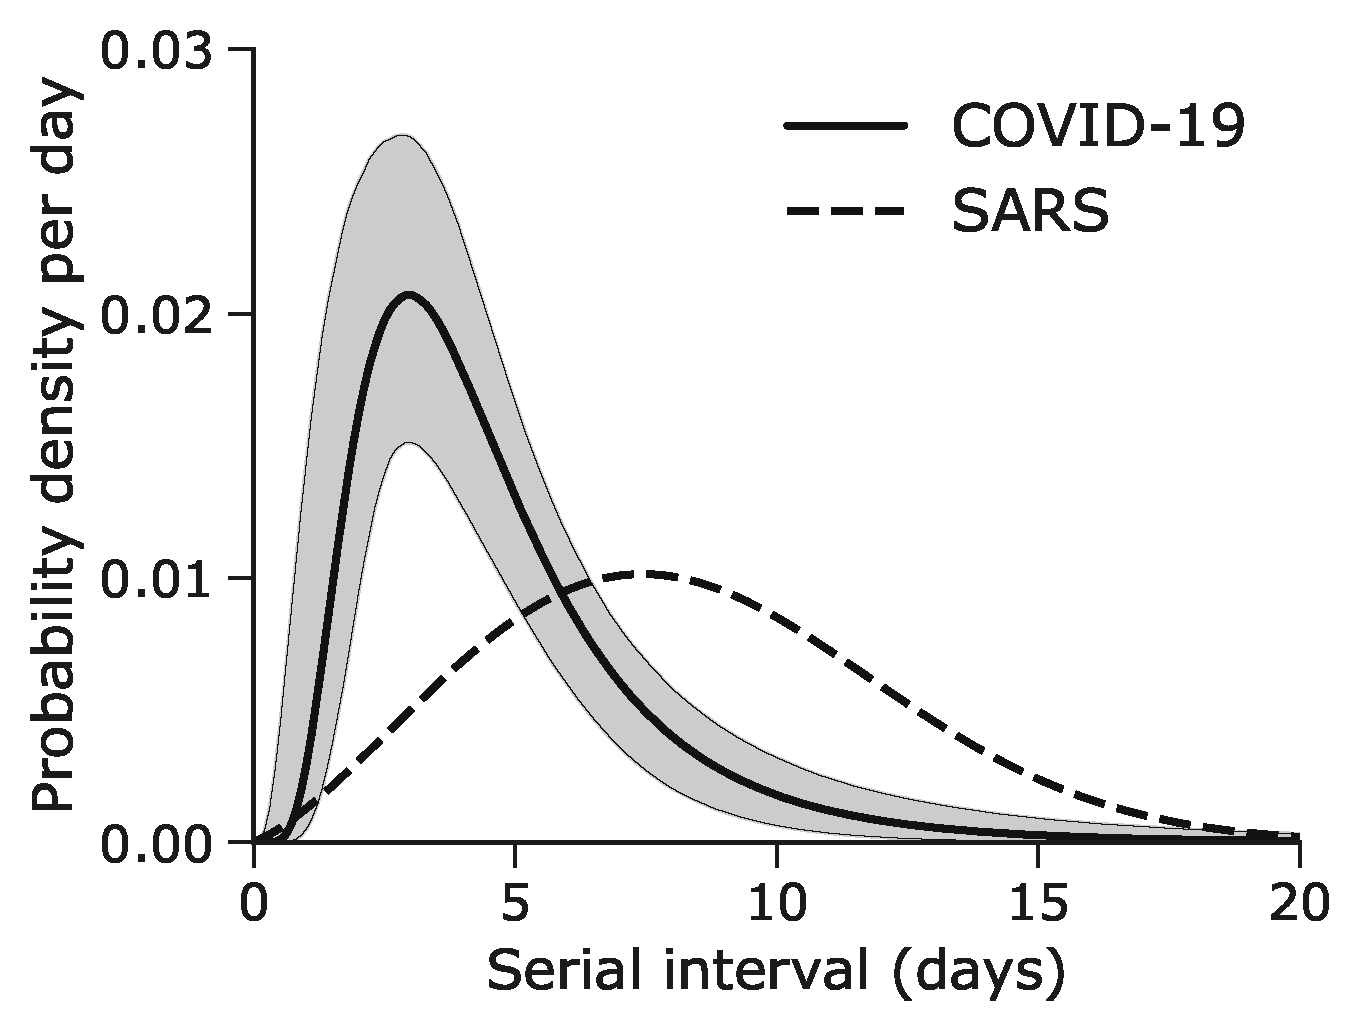 Probability density per day
0.03
0.02
0.01
0.00
COVID-19
SARS
0 5 10 15 20
Serial interval (days)